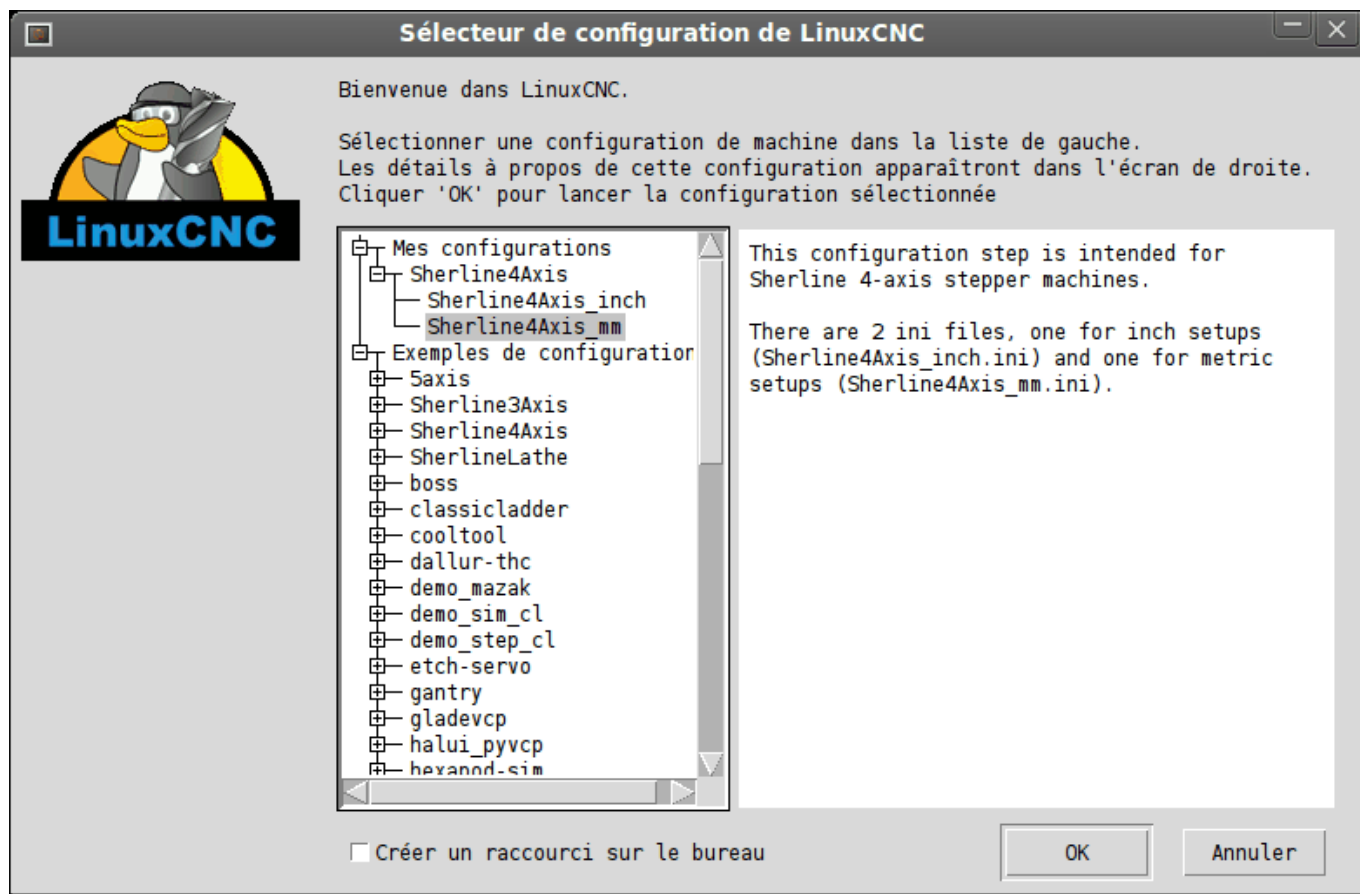 Sélecteur de configuration de LinuxCNC
LinuxCNC
Bienvenue dans LinuxCNC.
Sélectionner une configuration de machine dans la liste de gauche.
Les détails à propos de cette configuration apparaîtront dans l'écran de droite.
Cliquer 'OK' pour lancer la configuration sélectionnée
Mes configurations
Sherline4Axis
Sherline4Axis_inch
Sherline4Axis_mm
Exemples de configuration
5axis
Sherline3Axis
Sherline4Axis
SherlineLathe
boss
classicladder
cooltool
dallur-thc
demo_mazak
demo_sim_cl
demo_step_cl
etch-servo
gantry
gladevcp
halui_pyvcp
hexapod-sim
This configuration step is intended for
Sherline 4-axis stepper machines.
There are 2 ini files, one for inch setups
(Sherline4Axis_inch.ini) and one for metric
setups (Sherline4Axis_mm.ini).
Créer un raccourci sur le bureau
OK
Annuler